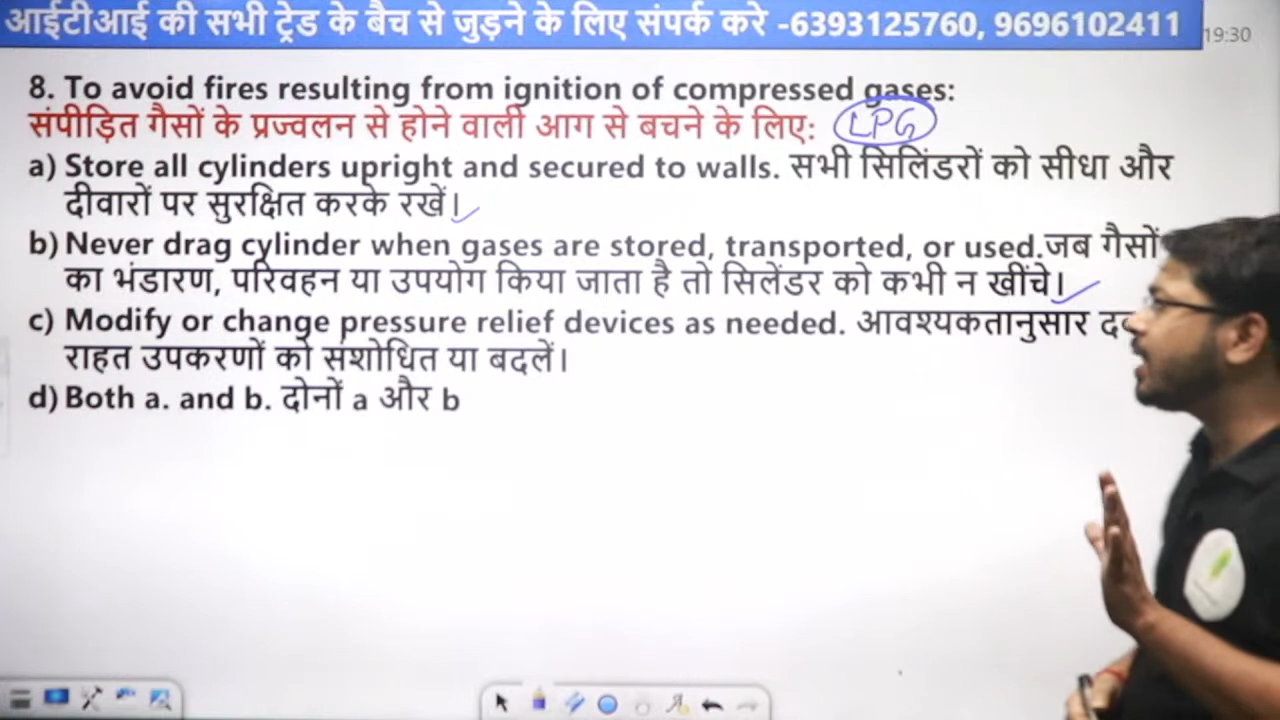 आईटीआई की सभी ट्रेड के बैच से जुड़ने के लिए संपर्क करे -6393125760, 9696102411
19:30
8. To avoid fires resulting from ignition of compressed gases:
संपीड़ित गैसों के प्रज्वलन से होने वाली आग से बचने के लिए: LPG
a) Store all cylinders upright and secured to walls. सभी सिलिंडरों को सीधा और
दीवारों पर सुरक्षित करके रखें।
b) Never drag cylinder when gases are stored, transported, or used.जब गैसों
का भंडारण, परिवहन या उपयोग किया जाता है तो सिलेंडर को कभी न खींचे।
c) Modify or change pressure relief devices as needed. आवश्यकतानुसार
राहत उपकरणों को संशोधित या बदलें।
d) Both a. and b. दोनों a और b